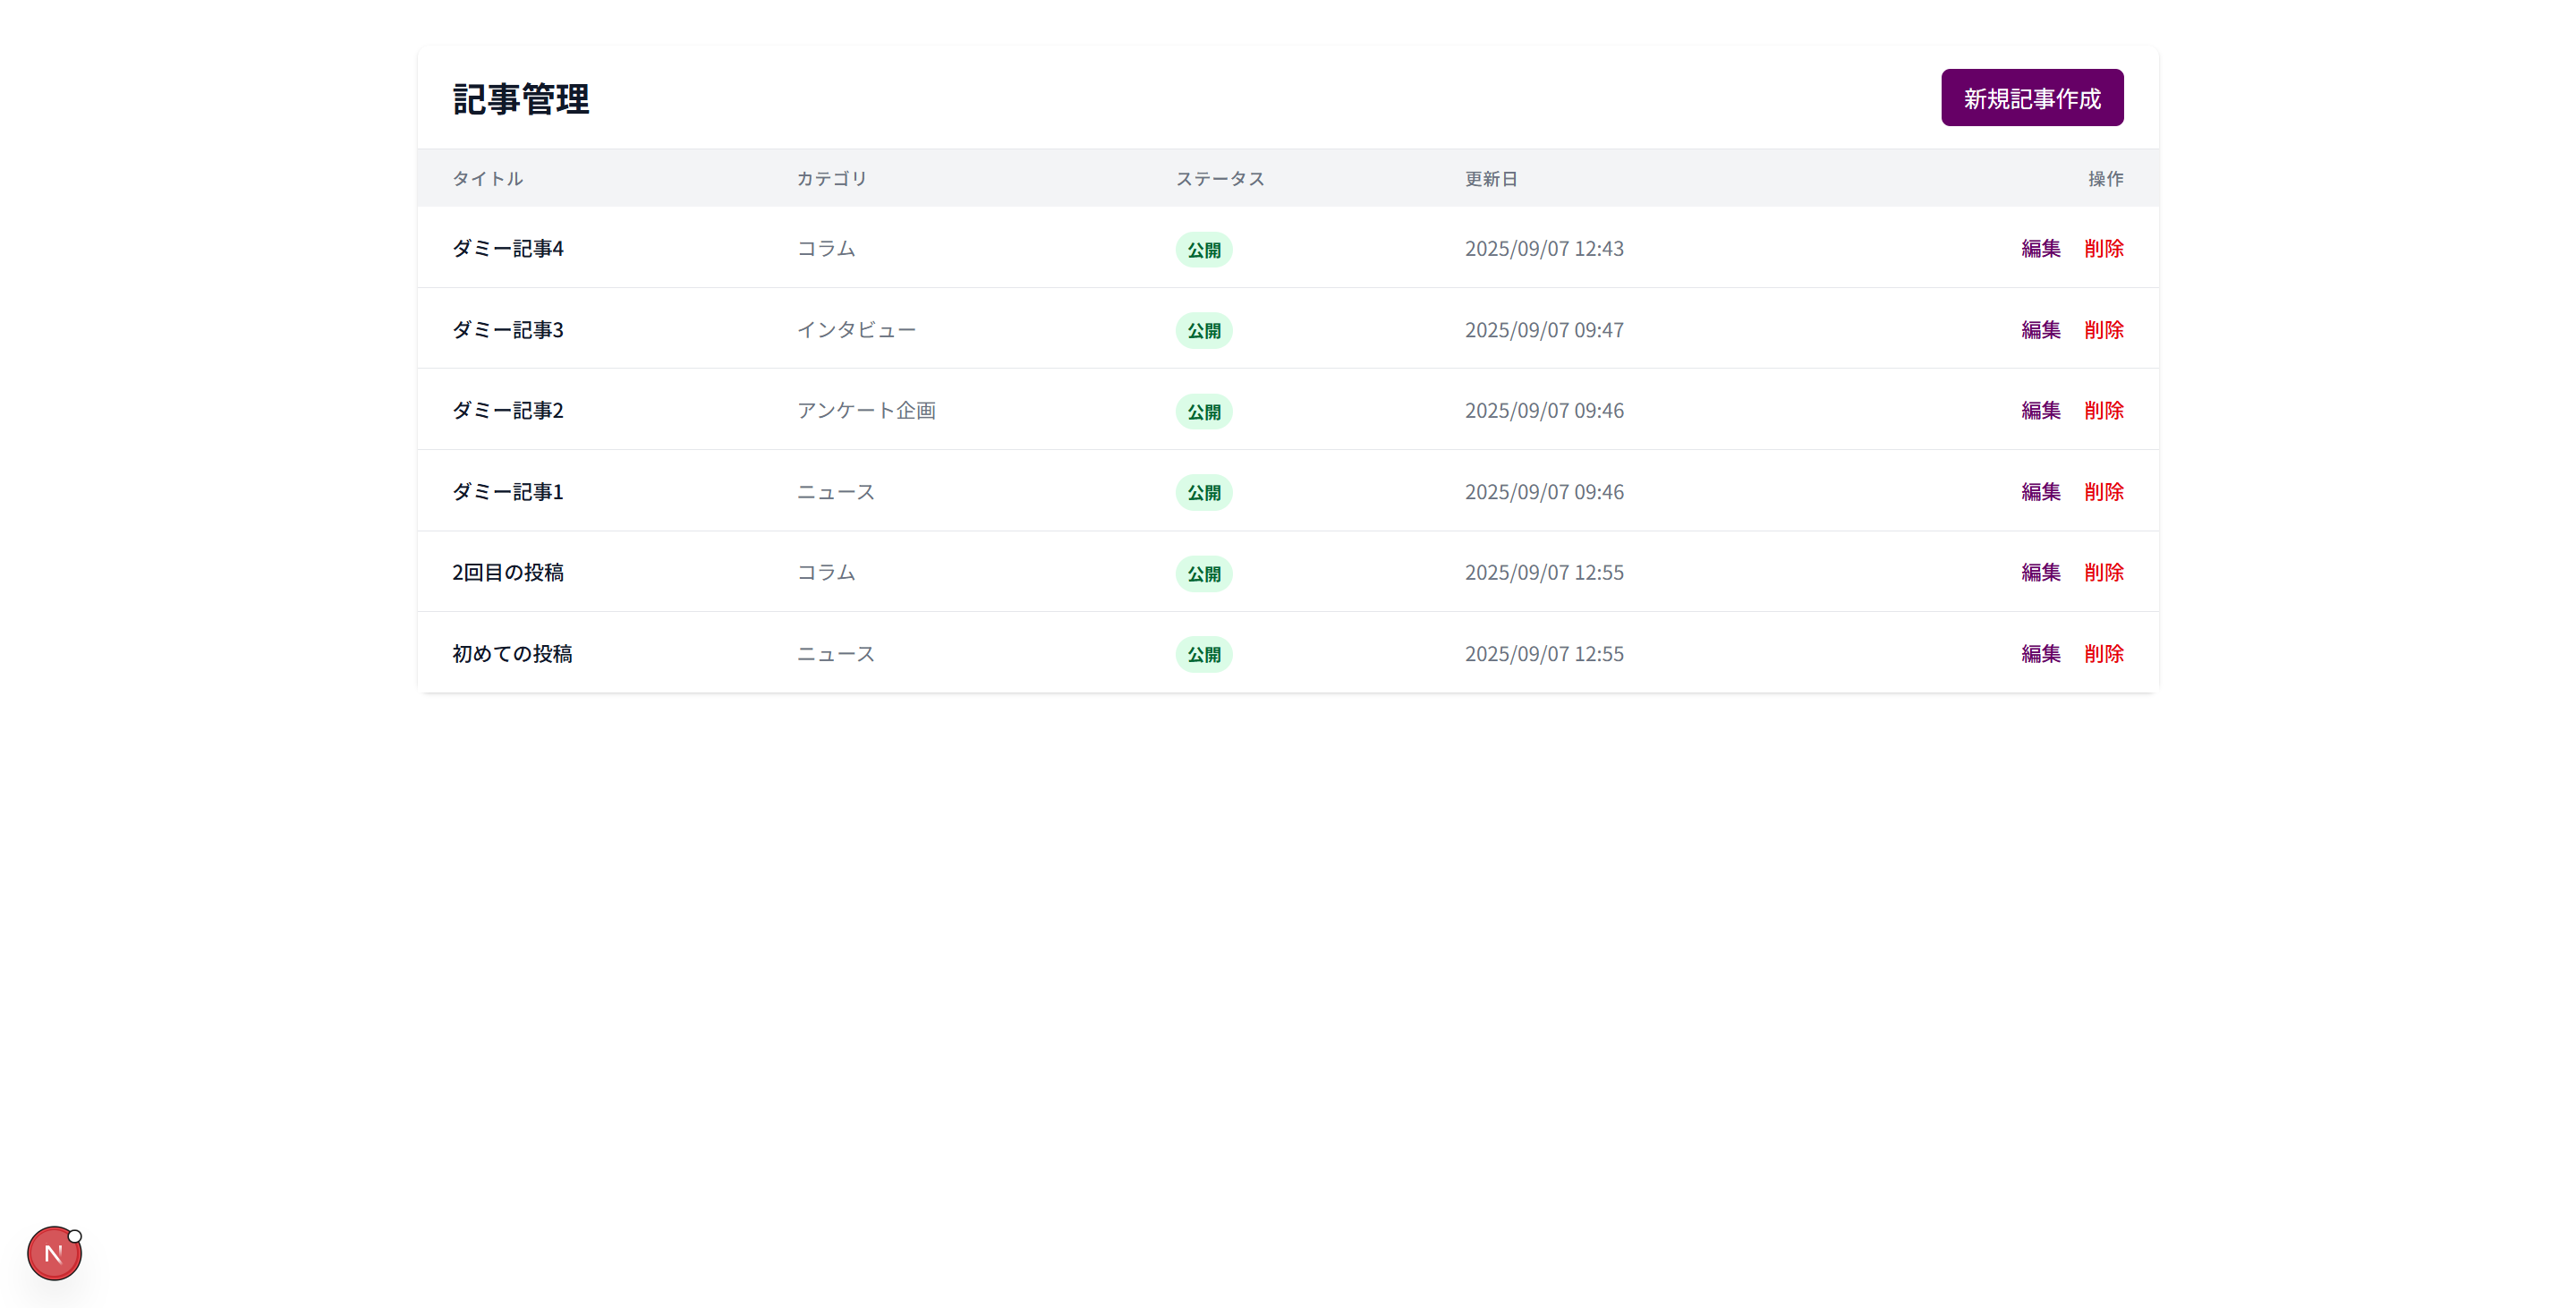 記事管理 新規記事作成
タイトル カテゴリ ステータス 更新日 操作
ダミー記事4 コラム 公開 2025/09/07 12:43 編集 削除
ダミー記事3 インタビュー 公開 2025/09/07 09:47 編集 削除
ダミー記事2 アンケート企画 公開 2025/09/07 09:46 編集 削除
ダミー記事1 ニュース 公開 2025/09/07 09:46 編集 削除
2回目の投稿 コラム 公開 2025/09/07 12:55 編集 削除
初めての投稿 ニュース 公開 2025/09/07 12:55 編集 削除
N